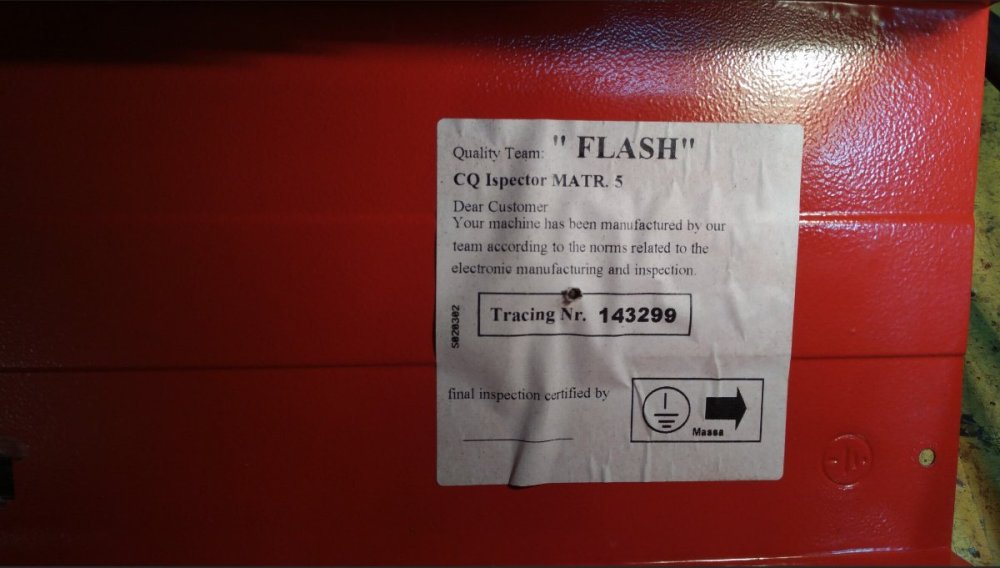 Quality Team: " FLASH"
CQ Ispector MATR. 5
Dear Customer
Your machine has been manufactured by our
team according to the norms related to the
electronic manufacturing and inspection.
Tracing Nr. 143299
S020302
final inspection certified by
Massa